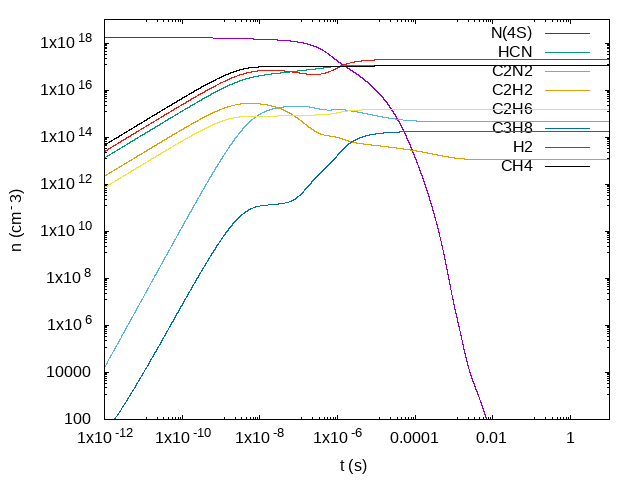 1x10^18
1x10^16
1x10^14
1x10^12
1x10^10
1x10^8
1x10^6
10000
100
n (cm^-3)
N(4S)
HCN
C2N2
C2H2
C2H6
C3H8
H2
CH4
1x10^-12 1x10^-10 1x10^-8 1x10^-6 0.0001 0.01 1
t (s)